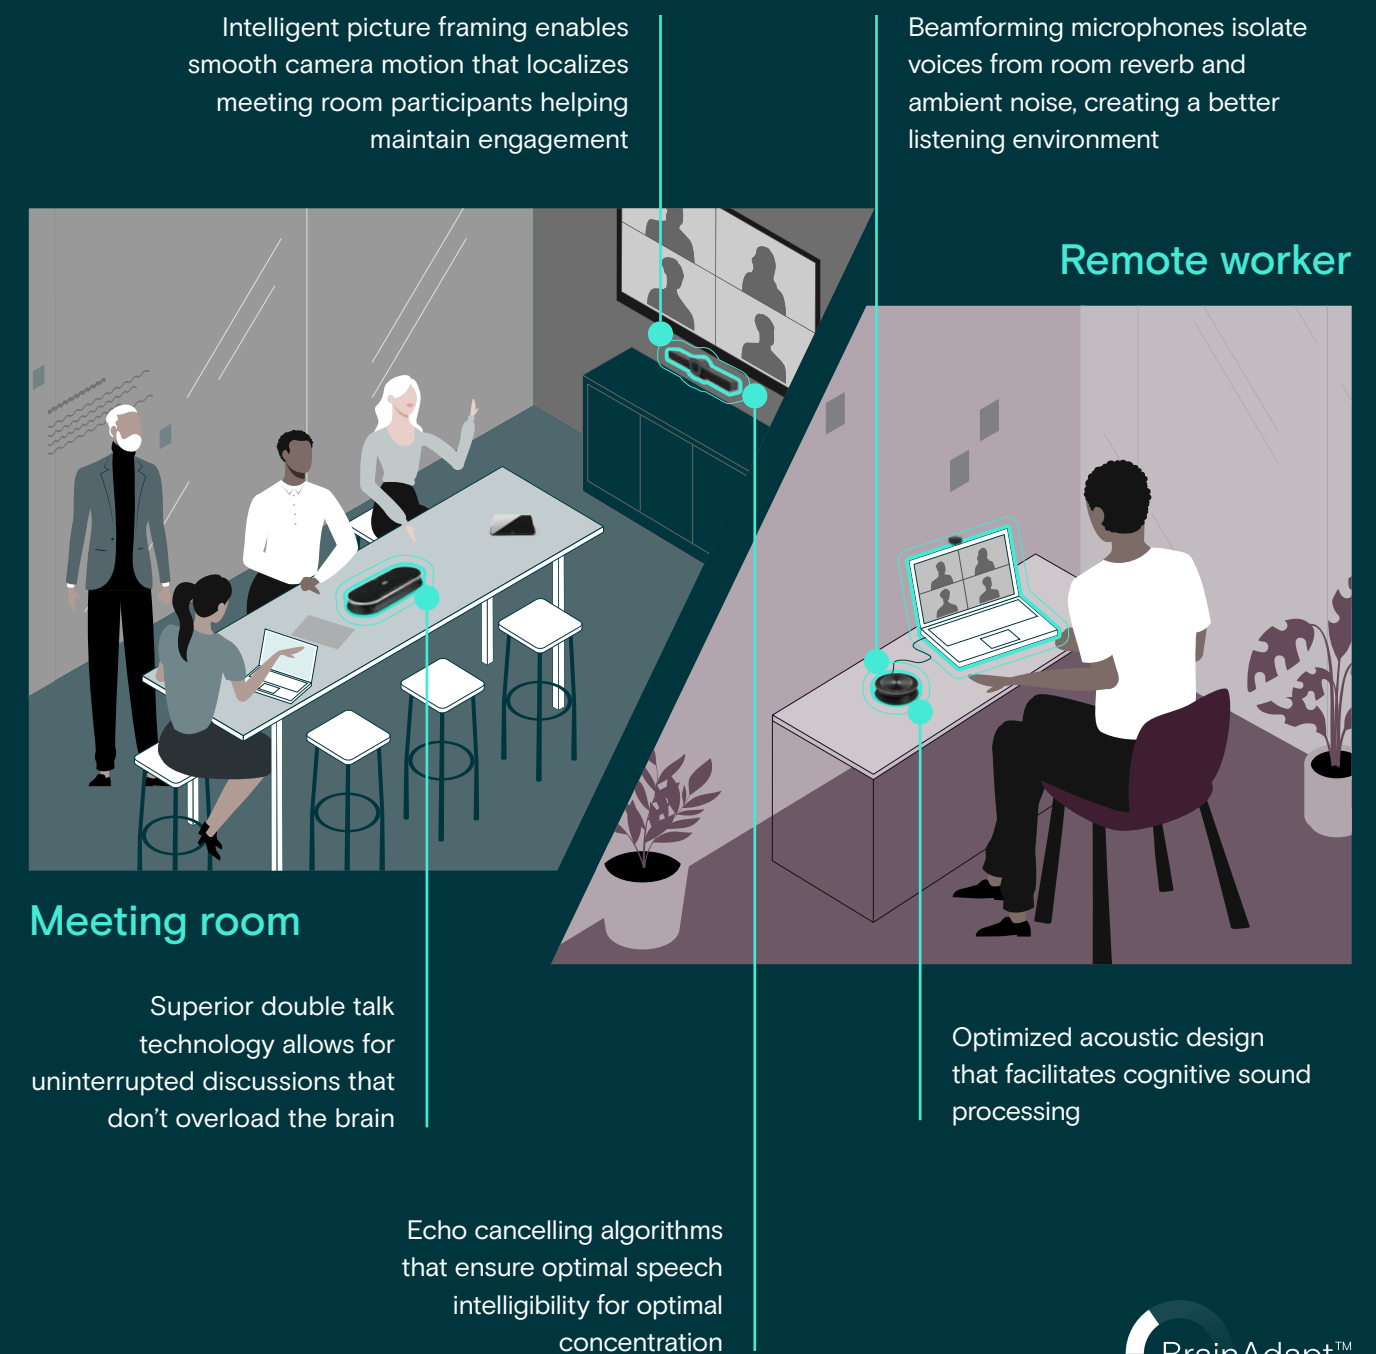 Intelligent picture framing enables
smooth camera motion that localizes
meeting room participants helping
maintain engagement
Beamforming microphones isolate
voices from room reverb and
ambient noise, creating a better
listening environment
Remote worker
Meeting room
Superior double talk
technology allows for
uninterrupted discussions that
don’t overload the brain
Optimized acoustic design
that facilitates cognitive sound
processing
Echo cancelling algorithms
that ensure optimal speech
intelligibility for optimal
concentration
BrainAdapt™